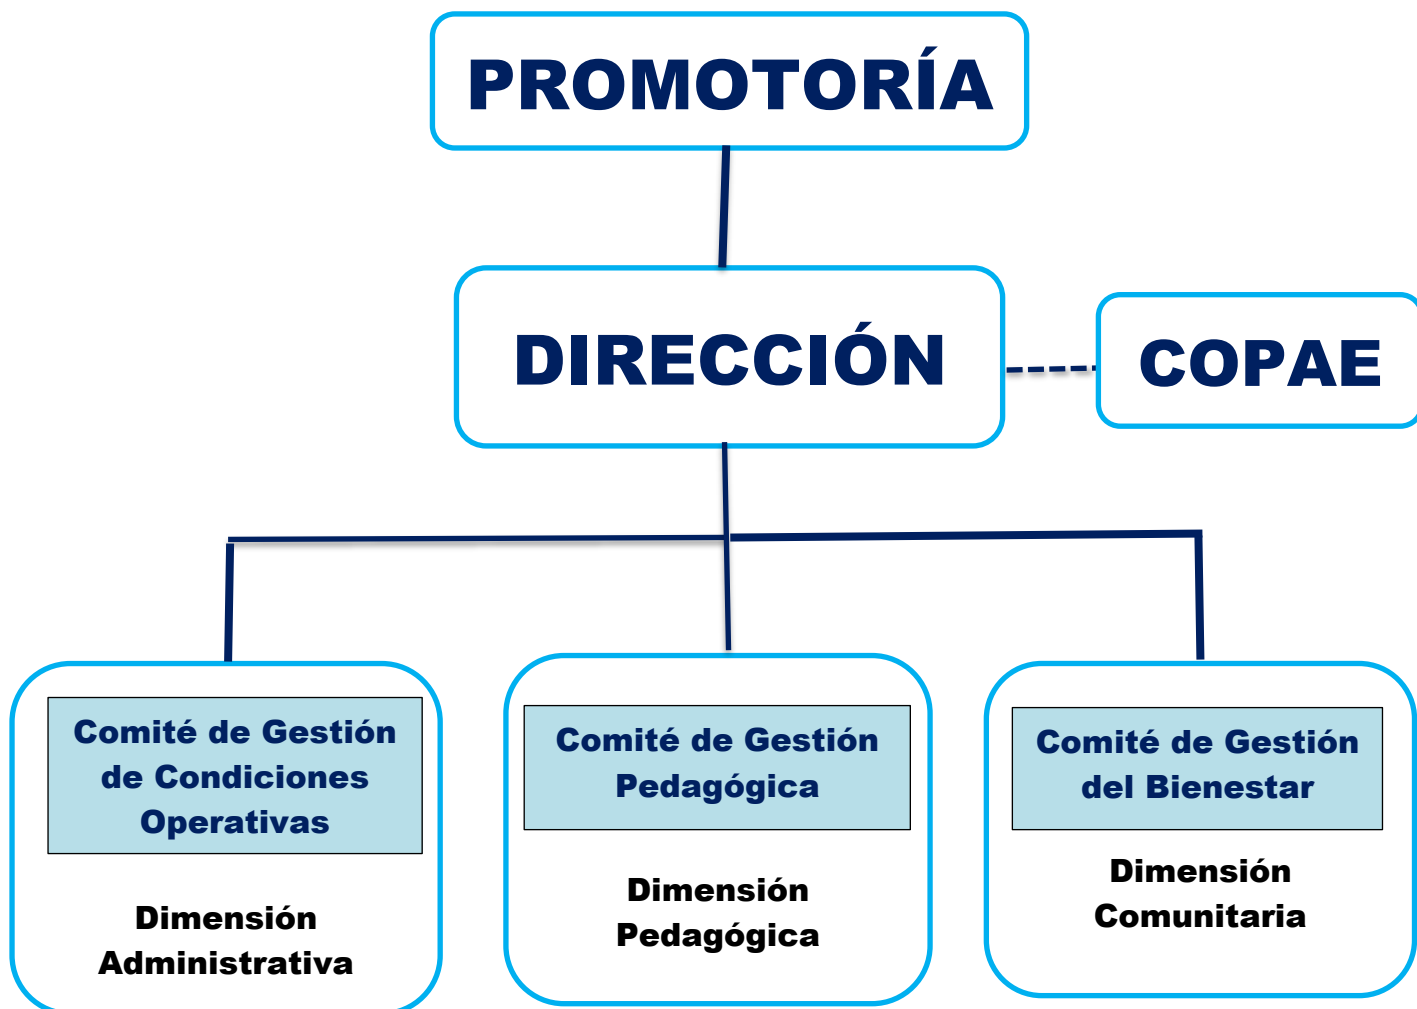 PROMOTORÍA
DIRECCIÓN
COPAE
Comité de Gestión
de Condiciones
Operativas
Dimensión
Administrativa
Comité de Gestión
Pedagógica
Dimensión
Pedagógica
Comité de Gestión
del Bienestar
Dimensión
Comunitaria